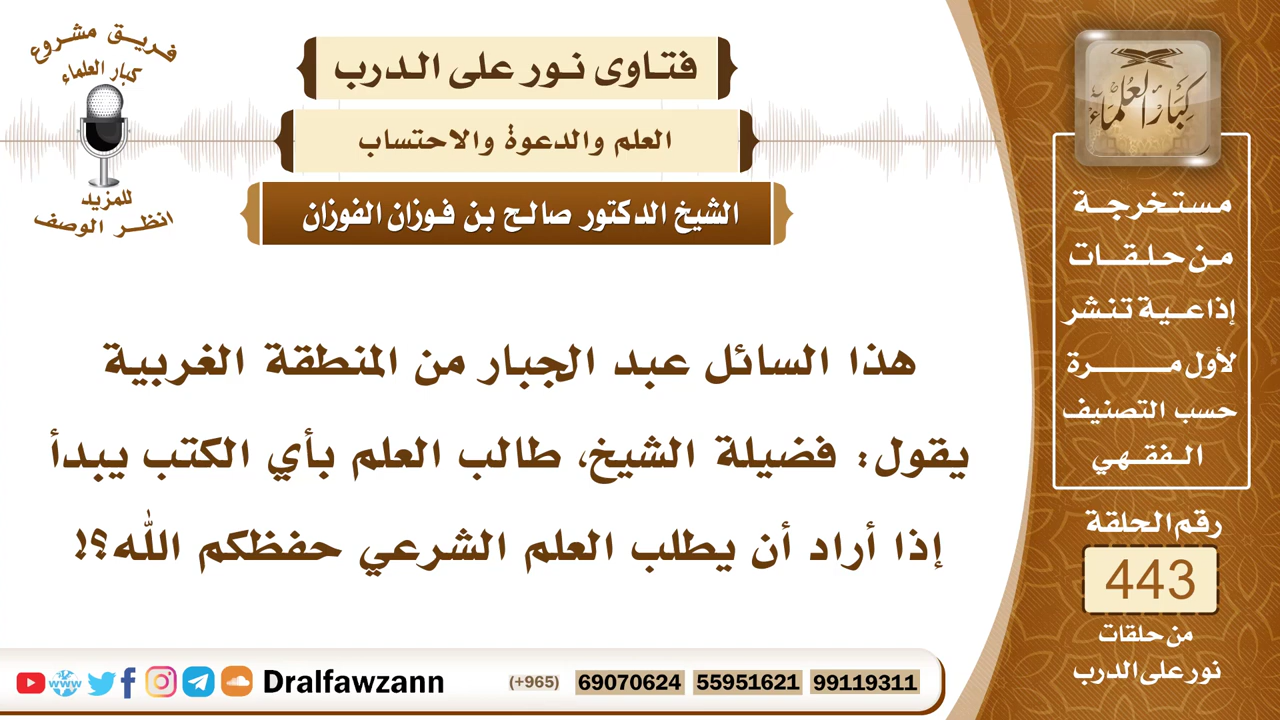 فريق مشروع
كبار العلماء
للمزيد
انظر الوصف
فتاوى نور على الدرب
العلم والدعوة والاحتساب
الشيخ الدكتور صالح بن فوزان الفوزان
كبار العلماء
مستخرجة
من حلقات
إذاعية تنشر
لأول مرة
حسب التصنيف
الفقهي
رقم الحلقة
443
من حلقات
نور على الدرب
هذا السائل عبد الجبار من المنطقة الغربية
يقول: فضيلة الشيخ، طالب العلم بأي الكتب يبدأ
إذا أراد أن يطلب العلم الشرعي حفظكم الله؟!
www Dralfawzann (+965) 69070624 55951621 99119311